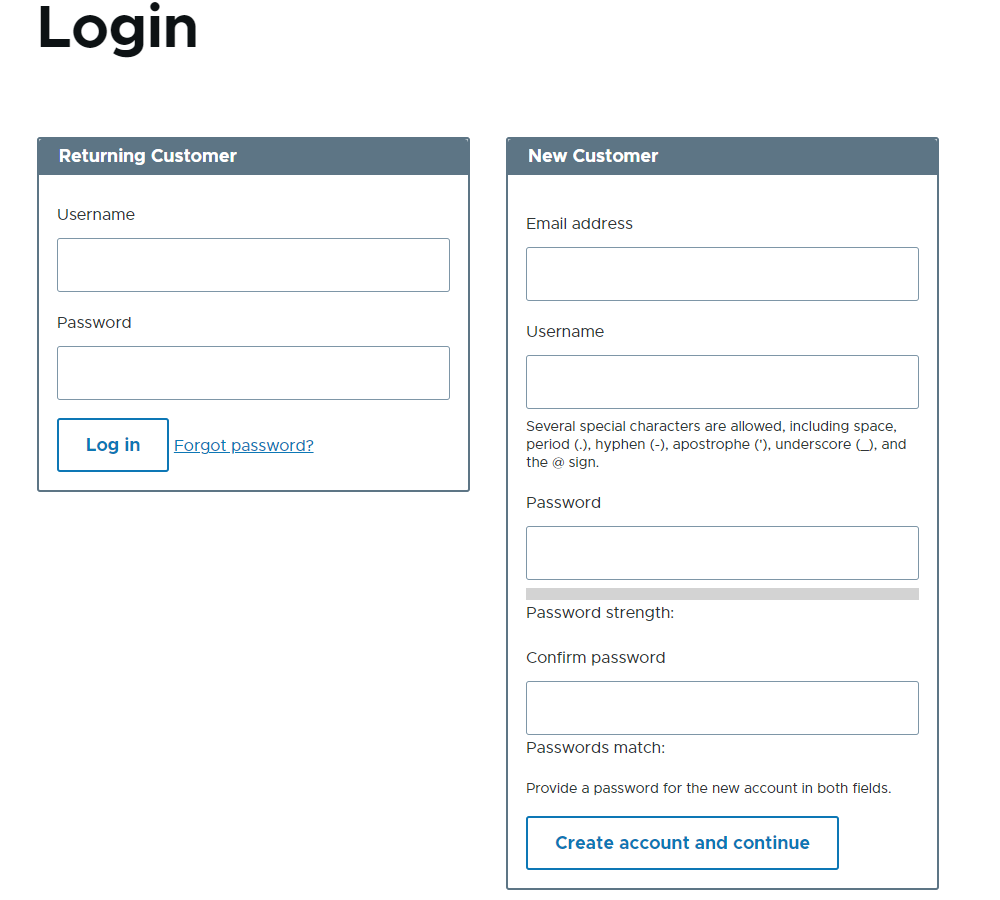 Login
Returning Customer
Username
Password
Log in Forgot password?
New Customer
Email address
Username
Several special characters are allowed, including space,
period (.), hyphen (-), apostrophe ('), underscore (_), and
the @ sign.
Password
Password strength:
Confirm password
Passwords match:
Provide a password for the new account in both fields.
Create account and continue